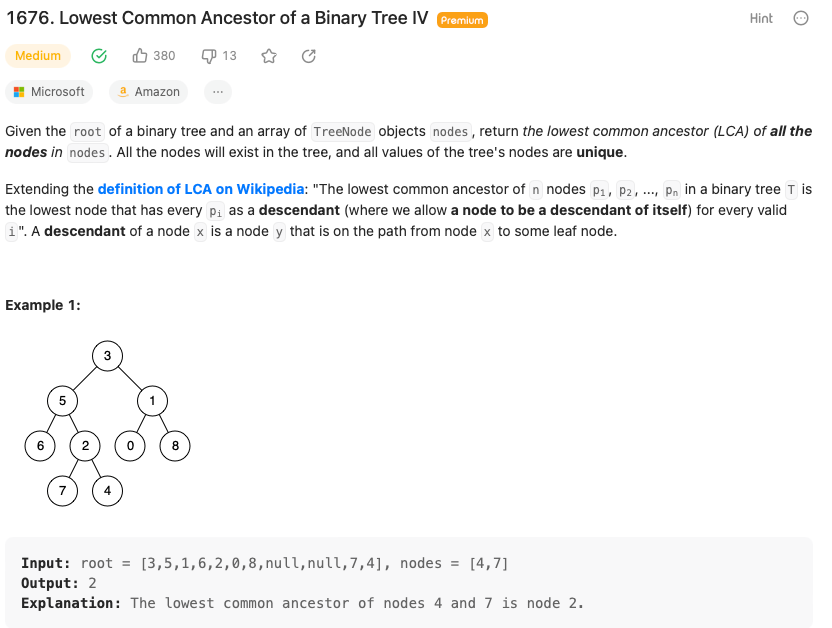 1676. Lowest Common Ancestor of a Binary Tree IV Premium Hint
Medium 380 13
Microsoft a Amazon ...
Given the root of a binary tree and an array of TreeNode objects nodes, return the lowest common ancestor (LCA) of all the
nodes in nodes. All the nodes will exist in the tree, and all values of the tree's nodes are unique.
Extending the definition of LCA on Wikipedia: "The lowest common ancestor of n nodes p₁, p₂, ..., pₙ in a binary tree T is
the lowest node that has every pᵢ as a descendant (where we allow a node to be a descendant of itself) for every valid
i". A descendant of a node x is a node y that is on the path from node x to some leaf node.
Example 1:
3
5 1
6 2 0 8
7 4
Input: root = [3,5,1,6,2,0,8,null,null,7,4], nodes = [4,7]
Output: 2
Explanation: The lowest common ancestor of nodes 4 and 7 is node 2.